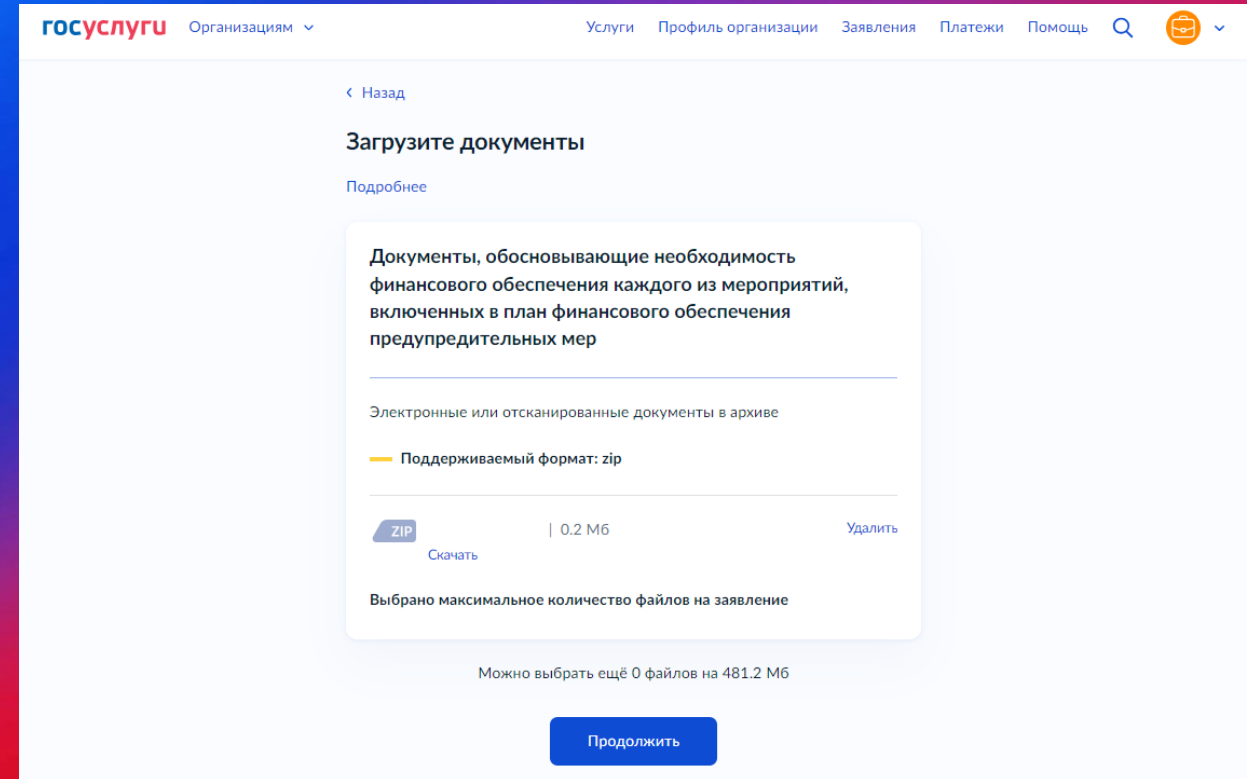 госуслуги Организациям Услуги Профиль организации Заявления Платежи Помощь
Назад
Загрузите документы
Подробнее
Документы, обосновывающие необходимость
финансового обеспечения каждого из мероприятий,
включенных в план финансового обеспечения
предупредительных мер
Электронные или отсканированные документы в архиве
Поддерживаемый формат: zip
ZIP | 0.2 Мб Удалить
Скачать
Выбрано максимальное количество файлов на заявление
Можно выбрать ещё 0 файлов на 481.2 Мб
Продолжить